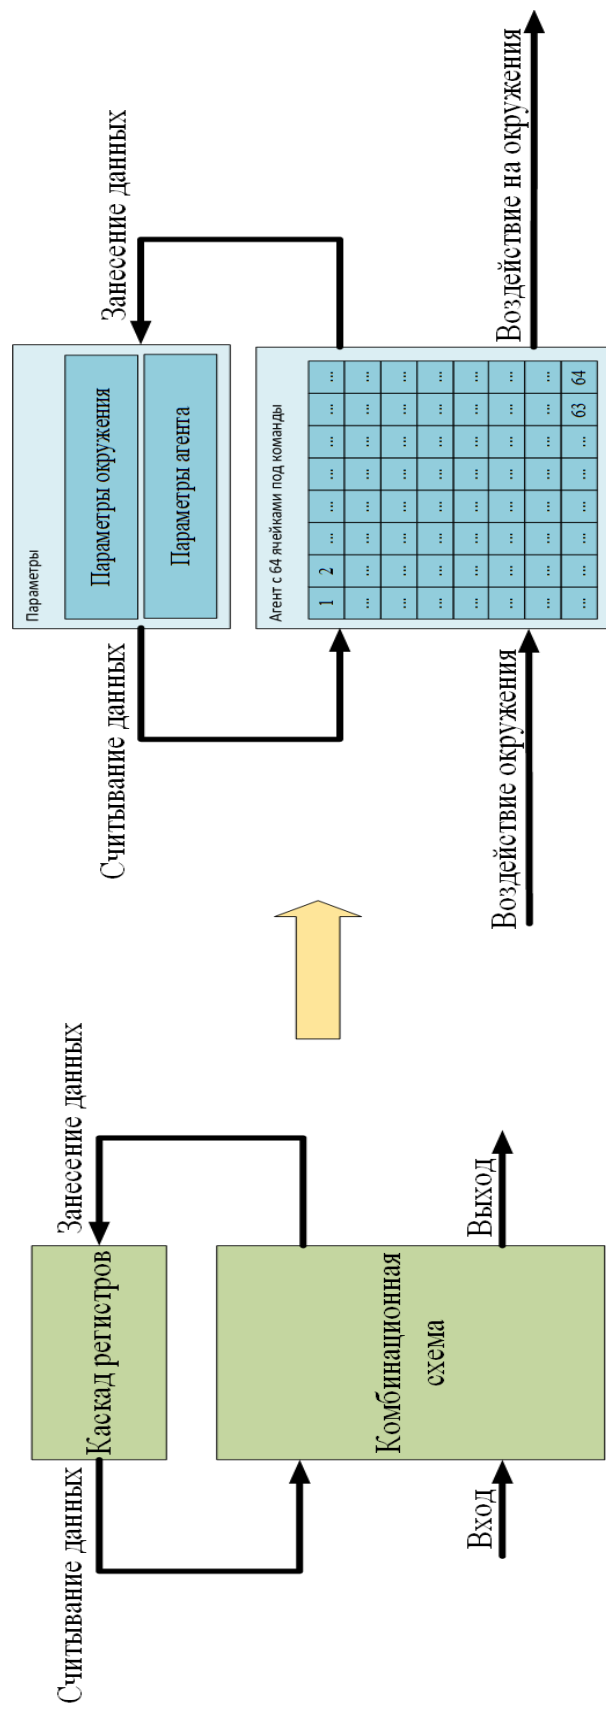 Считывание данных
Занесение данных
Каскад регистров
Комбинационная
схема
Вход
Выход
Считывание данных
Занесение данных
Параметры
Параметры окружения
Параметры агента
Агент с 64 ячейками под команды
1 2 ... ... ... ... ... ...
... ... ... ... ... ... ... ...
... ... ... ... ... ... ... ...
... ... ... ... ... ... ... ...
... ... ... ... ... ... ... ...
... ... ... ... ... ... ... ...
... ... ... ... ... ... ... ...
... ... ... ... ... ... 63 64
Воздействие окружения
Воздействие на окружения